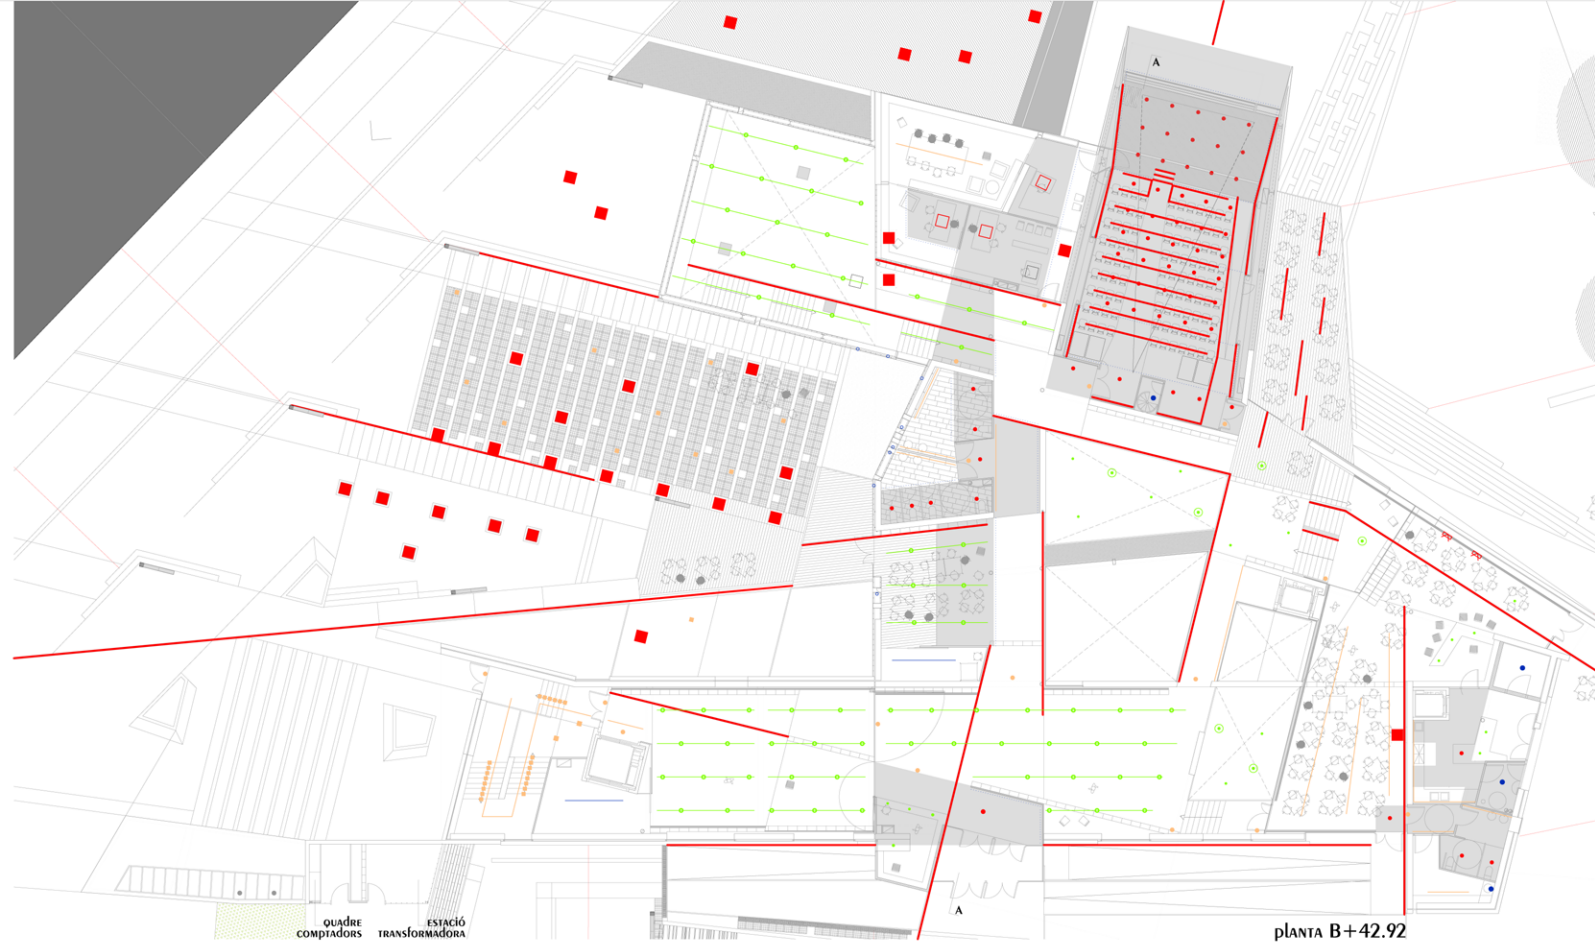 A
A
QUADRE
COMPTADORS
ESTACIÓ
TRANSFORMADORA
PLANTA B+42.92